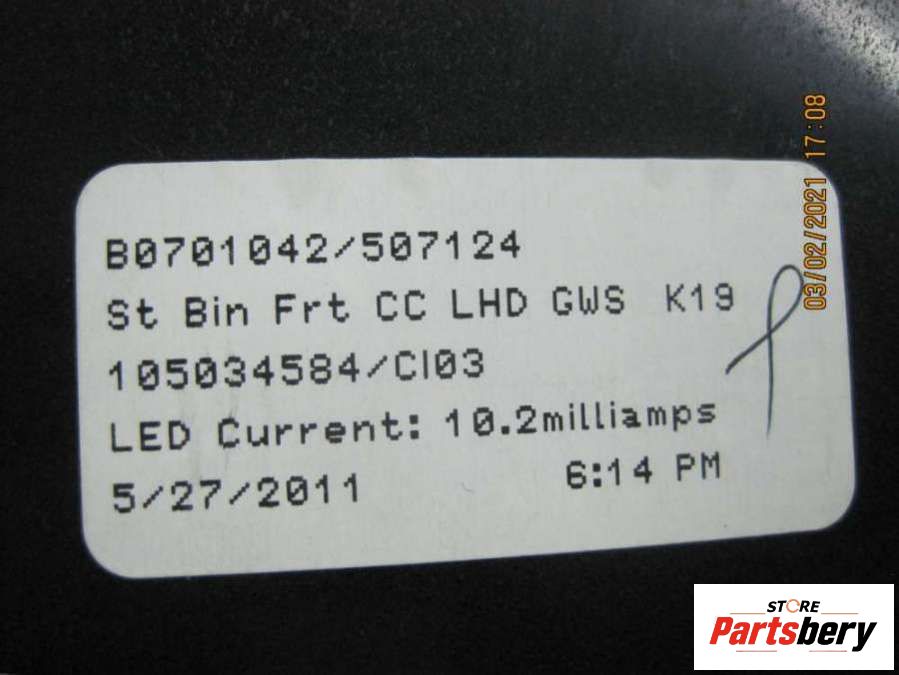 B0701042/507124
St Bin Frt CC LHD GWS K19
105034584/CI03
LED Current: 10.2milliamps
5/27/2011 6:14 PM
03/02/2021 17:08
STORE
Partsbery